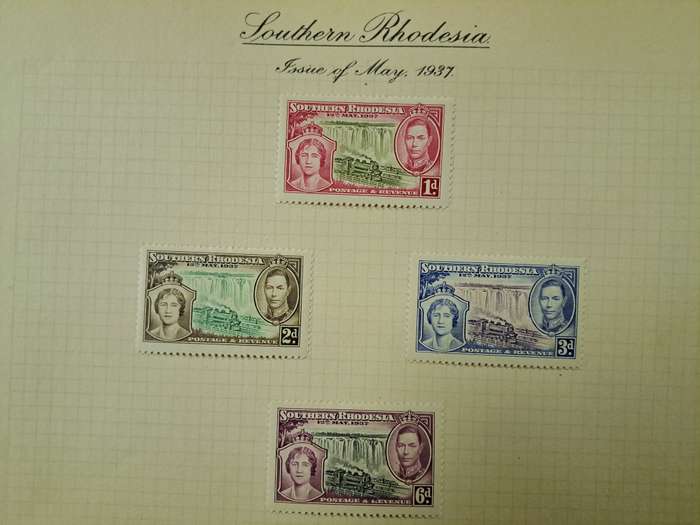 Southern Rhodesia.
Issue of May, 1937.
SOUTHERN RHODESIA
12TH MAY, 1937
1d.
POSTAGE & REVENUE
SOUTHERN RHODESIA
12TH MAY, 1937
2d.
POSTAGE & REVENUE
SOUTHERN RHODESIA
12TH MAY, 1937
3d.
POSTAGE & REVENUE
SOUTHERN RHODESIA
12TH MAY, 1937
6d.
POSTAGE & REVENUE